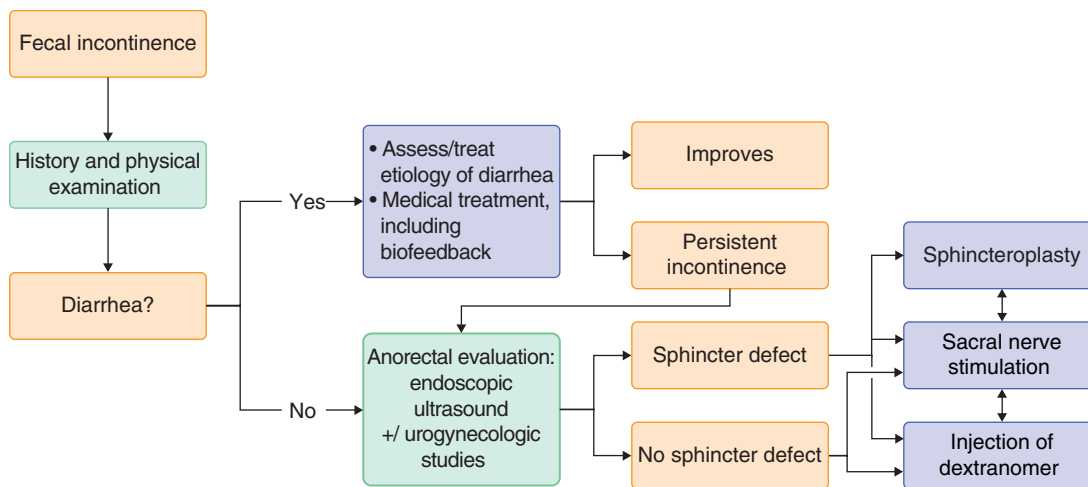 Fecal incontinence
History and physical
examination
Diarrhea?
Yes
No
• Assess/treat
etiology of diarrhea
• Medical treatment,
including
biofeedback
Improves
Persistent
incontinence
Anorectal evaluation:
endoscopic
ultrasound
+/ urogynecologic
studies
Sphincter defect
No sphincter defect
Sphincteroplasty
Sacral nerve
stimulation
Injection of
dextranomer